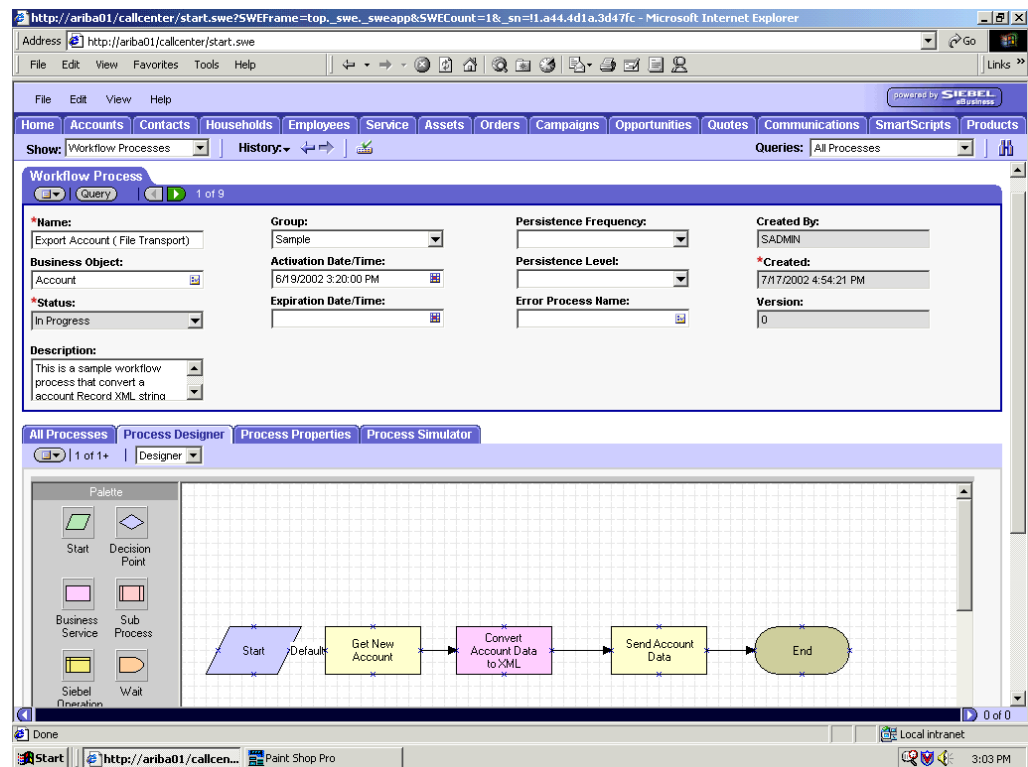 http://ariba01/callcenter/start.swe?SWEFrame=top._swe._sweapp&SWECount=1&_sn=!1.a44.4d1a.3d47fc - Microsoft Internet Explorer
Address http://ariba01/callcenter/start.swe Go
File Edit View Favorites Tools Help Links »
File Edit View Help powered by SIEBEL eBusiness
Home Accounts Contacts Households Employees Service Assets Orders Campaigns Opportunities Quotes Communications SmartScripts Products
Show: Workflow Processes History: Queries: All Processes
Workflow Process
Query 1 of 9
*Name: Group: Persistence Frequency: Created By:
Export Account ( File Transport) Sample SADMIN
Business Object: Activation Date/Time: Persistence Level: *Created:
Account 6/19/2002 3:20:00 PM 7/17/2002 4:54:21 PM
*Status: Expiration Date/Time: Error Process Name: Version:
In Progress 0
Description:
This is a sample workflow
process that convert a
account Record XML string
All Processes Process Designer Process Properties Process Simulator
1 of 1+ Designer
Palette
Start Decision Point
Business Service Sub Process
Siebel Operation Wait
Start Default Get New Account Convert Account Data to XML Send Account Data End
0 of 0
Done Local intranet
Start http://ariba01/callcen... Paint Shop Pro 3:03 PM